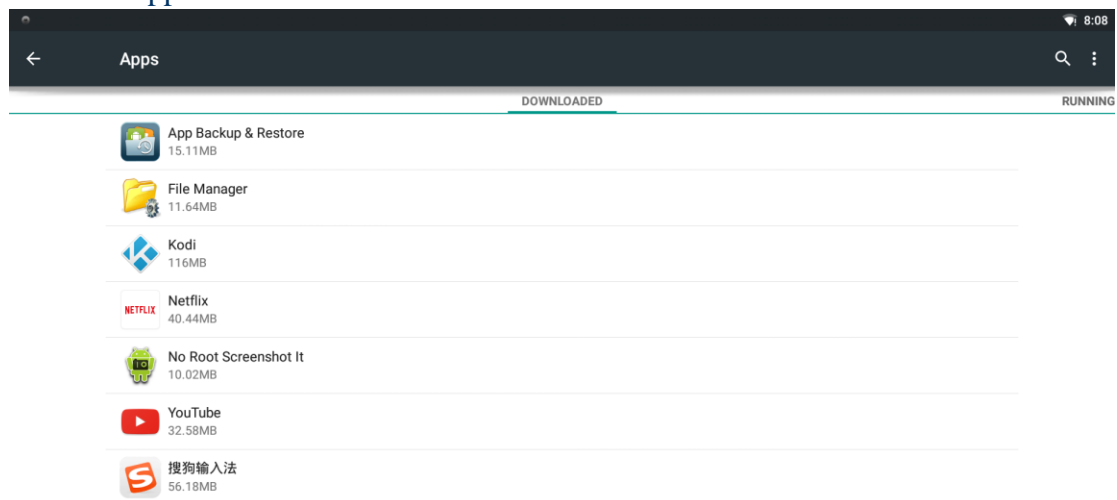 8:08
Apps
DOWNLOADED RUNNING
App Backup & Restore
15.11MB
File Manager
11.64MB
Kodi
116MB
NETFLIX
Netflix
40.44MB
No Root Screenshot It
10.02MB
YouTube
32.58MB
搜狗输入法
56.18MB